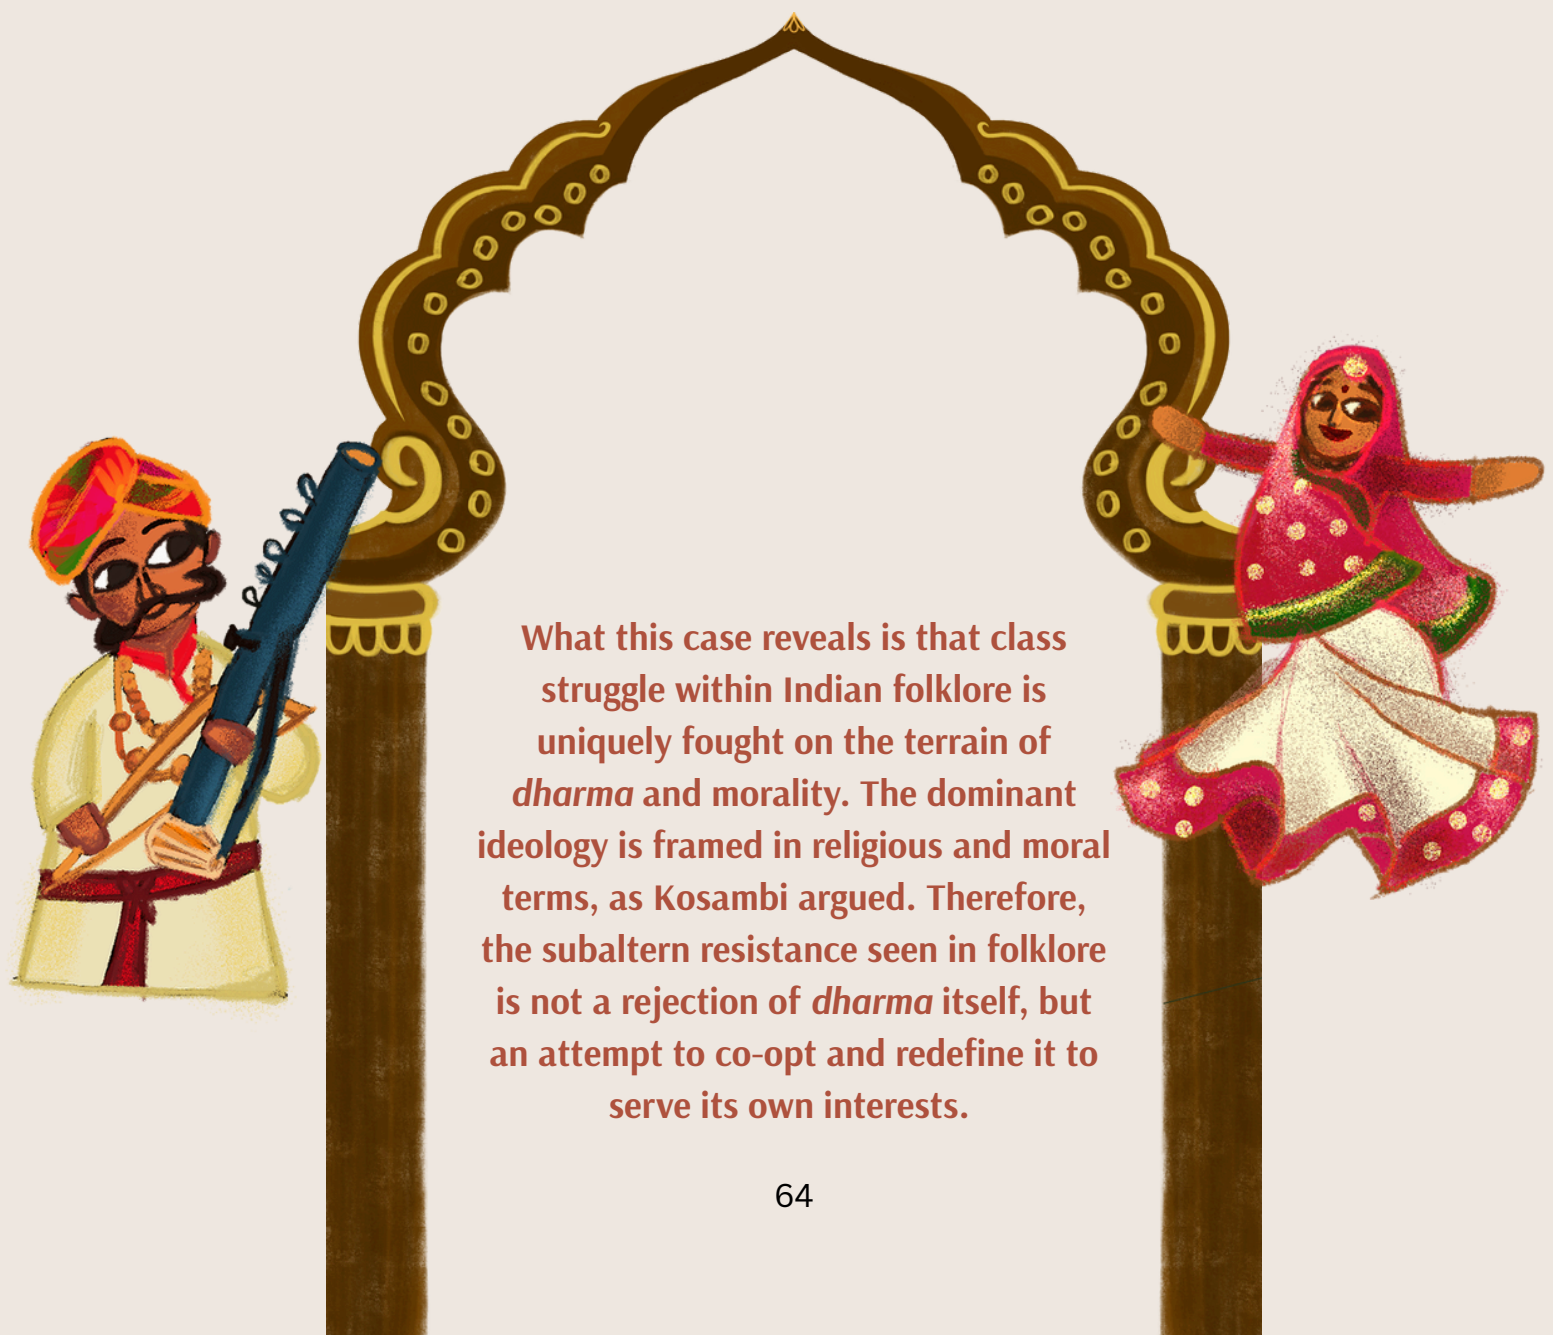 What this case reveals is that class
struggle within Indian folklore is
uniquely fought on the terrain of
dharma and morality. The dominant
ideology is framed in religious and moral
terms, as Kosambi argued. Therefore,
the subaltern resistance seen in folklore
is not a rejection of dharma itself, but
an attempt to co-opt and redefine it to
serve its own interests.
64